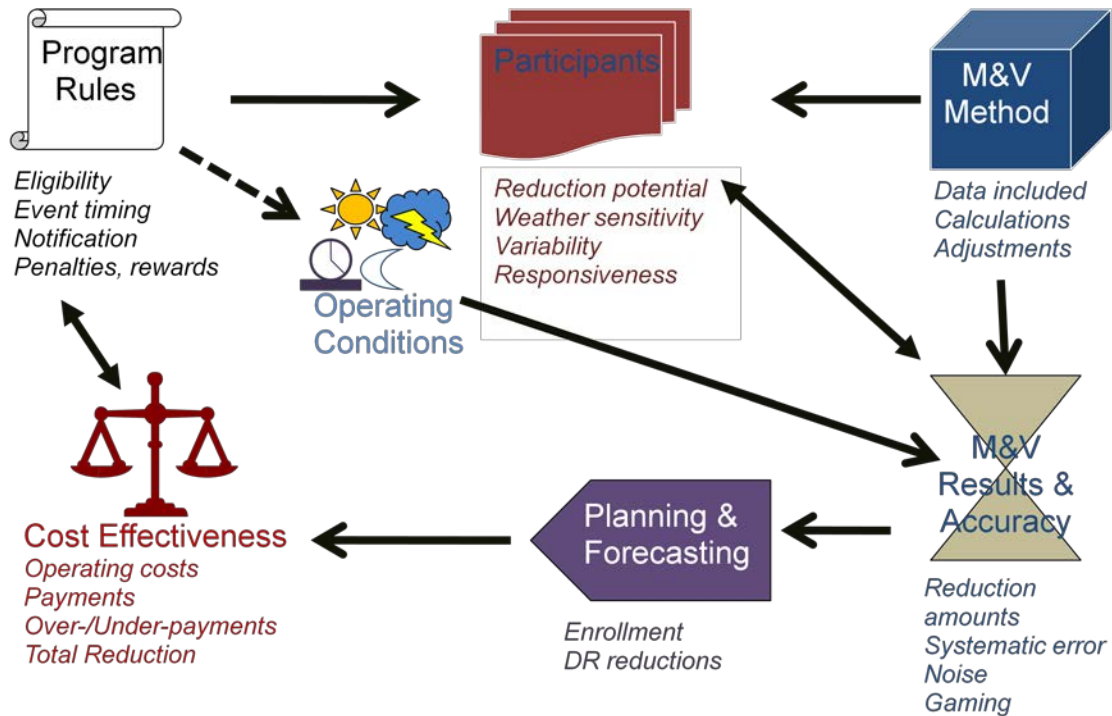 Program
Rules
Eligibility
Event timing
Notification
Penalties, rewards
Participants
Reduction potential
Weather sensitivity
Variability
Responsiveness
M&V
Method
Data included
Calculations
Adjustments
Operating
Conditions
M&V
Results &
Accuracy
Reduction
amounts
Systematic error
Noise
Gaming
Planning &
Forecasting
Enrollment
DR reductions
Cost Effectiveness
Operating costs
Payments
Over-/Under-payments
Total Reduction